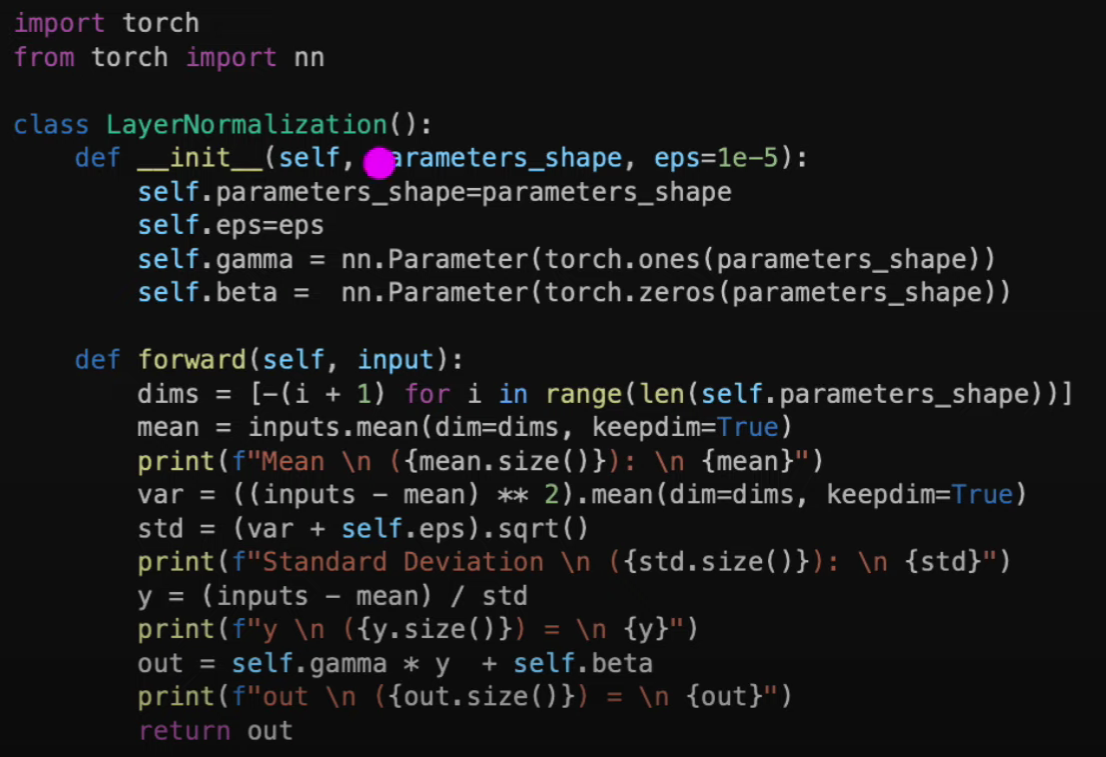 import torch
from torch import nn
class LayerNormalization():
def __init__(self, parameters_shape, eps=1e-5):
self.parameters_shape=parameters_shape
self.eps=eps
self.gamma = nn.Parameter(torch.ones(parameters_shape))
self.beta =  nn.Parameter(torch.zeros(parameters_shape))
def forward(self, input):
dims = [-(i + 1) for i in range(len(self.parameters_shape))]
mean = inputs.mean(dim=dims, keepdim=True)
print(f"Mean \n ({mean.size()}): \n {mean}")
var = ((inputs - mean) ** 2).mean(dim=dims, keepdim=True)
std = (var + self.eps).sqrt()
print(f"Standard Deviation \n ({std.size()}): \n {std}")
y = (inputs - mean) / std
print(f"y \n ({y.size()}) = \n {y}")
out = self.gamma * y  + self.beta
print(f"out \n ({out.size()}) = \n {out}")
return out